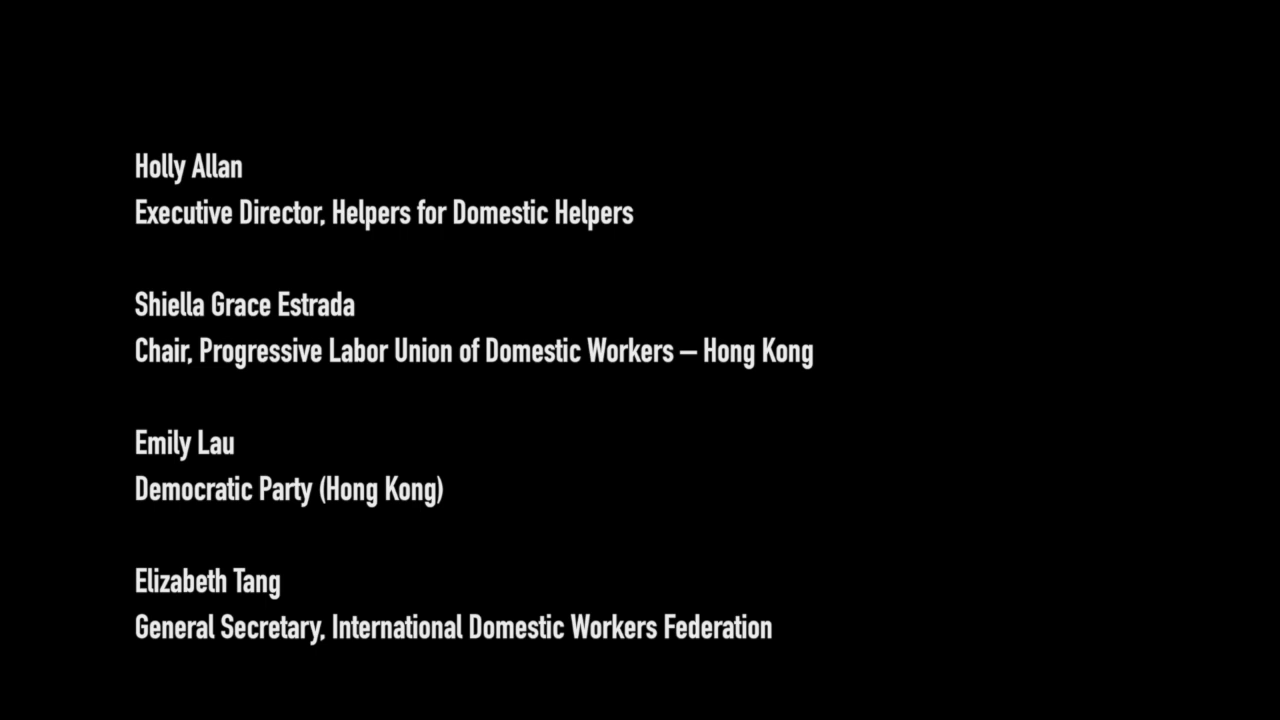 Holly Allan
Executive Director, Helpers for Domestic Helpers
Shiella Grace Estrada
Chair, Progressive Labor Union of Domestic Workers – Hong Kong
Emily Lau
Democratic Party (Hong Kong)
Elizabeth Tang
General Secretary, International Domestic Workers Federation